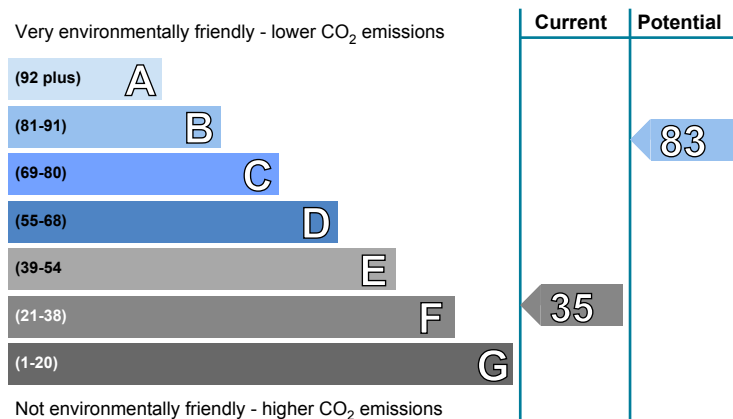 Current Potential
Very environmentally friendly - lower CO₂ emissions
(92 plus) A
(81-91) B
83
(69-80) C
(55-68) D
(39-54 E
(21-38) F
35
(1-20) G
Not environmentally friendly - higher CO₂ emissions